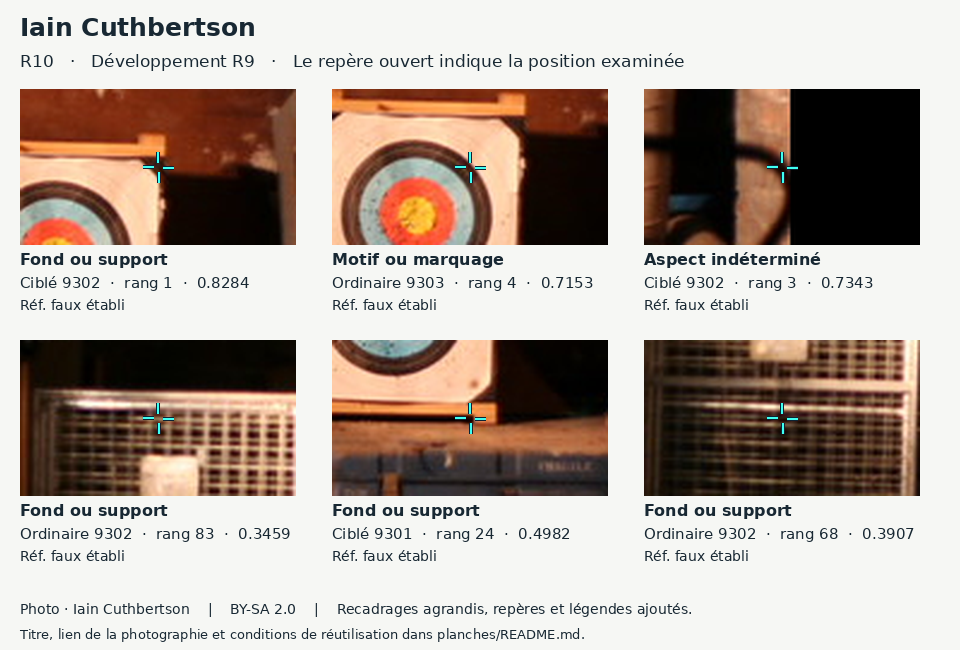 Iain Cuthbertson
R10 · Développement R9 · Le repère ouvert indique la position examinée
Fond ou support
Ciblé 9302 · rang 1 · 0.8284
Réf. faux établi
Motif ou marquage
Ordinaire 9303 · rang 4 · 0.7153
Réf. faux établi
Aspect indéterminé
Ciblé 9302 · rang 3 · 0.7343
Réf. faux établi
FRAGILE
Fond ou support
Ordinaire 9302 · rang 83 · 0.3459
Réf. faux établi
Fond ou support
Ciblé 9301 · rang 24 · 0.4982
Réf. faux établi
Fond ou support
Ordinaire 9302 · rang 68 · 0.3907
Réf. faux établi
Photo · Iain Cuthbertson | BY-SA 2.0 | Recadrages agrandis, repères et légendes ajoutés.
Titre, lien de la photographie et conditions de réutilisation dans planches/README.md.